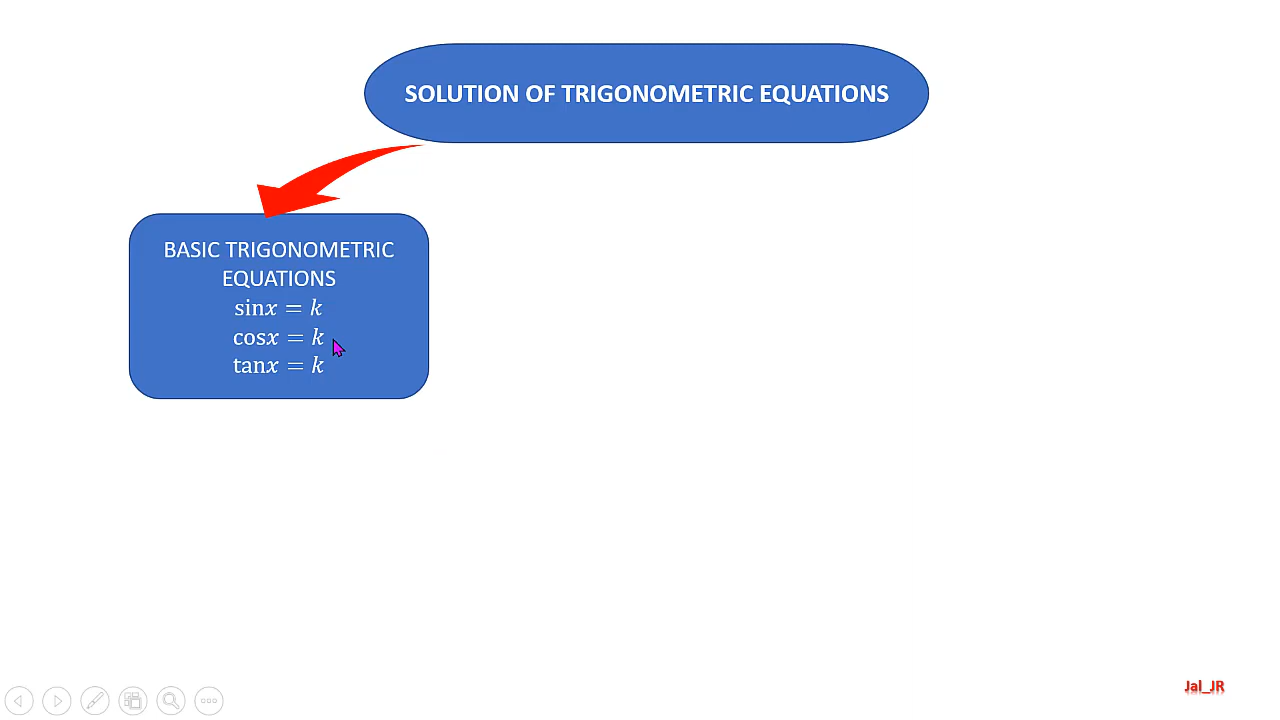 SOLUTION OF TRIGONOMETRIC EQUATIONS
BASIC TRIGONOMETRIC
EQUATIONS
sin𝑥 = 𝑘
cos𝑥 = 𝑘
tan𝑥 = 𝑘
Jal_JR